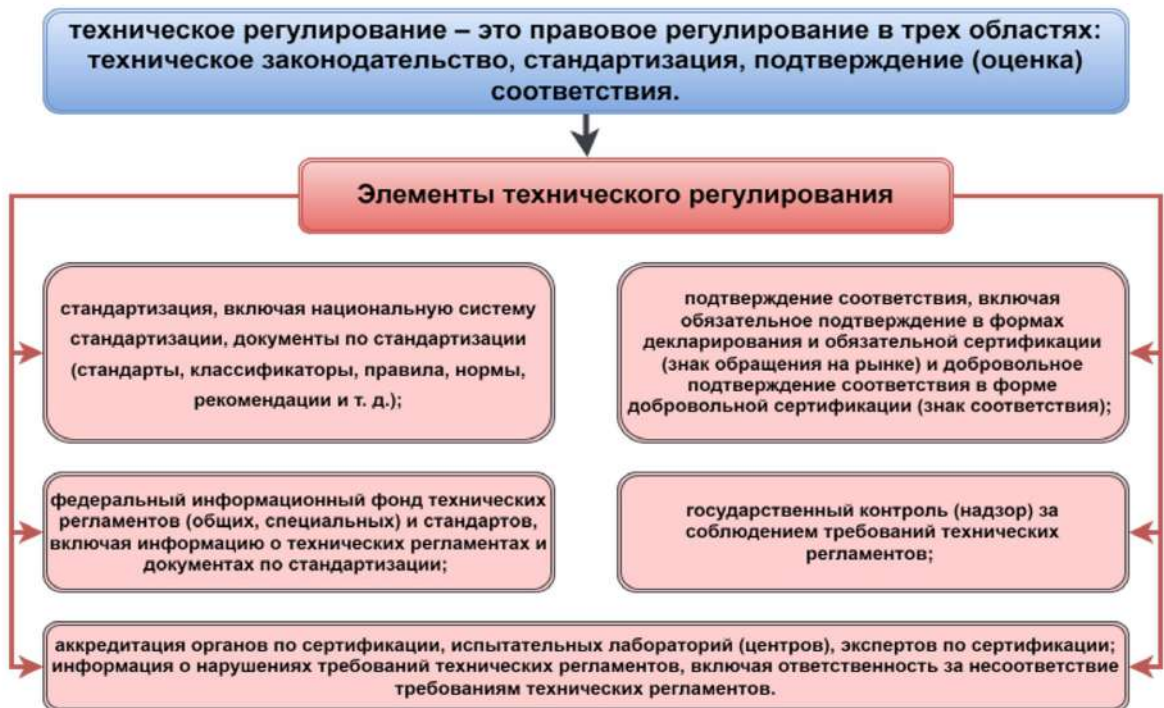 техническое регулирование – это правовое регулирование в трех областях:
техническое законодательство, стандартизация, подтверждение (оценка)
соответствия.
Элементы технического регулирования
стандартизация, включая национальную систему
стандартизации, документы по стандартизации
(стандарты, классификаторы, правила, нормы,
рекомендации и т. д.);
подтверждение соответствия, включая
обязательное подтверждение в формах
декларирования и обязательной сертификации
(знак обращения на рынке) и добровольное
подтверждение соответствия в форме
добровольной сертификации (знак соответствия);
федеральный информационный фонд технических
регламентов (общих, специальных) и стандартов,
включая информацию о технических регламентах и
документах по стандартизации;
государственный контроль (надзор) за
соблюдением требований технических
регламентов;
аккредитация органов по сертификации, испытательных лабораторий (центров), экспертов по сертификации;
информация о нарушениях требований технических регламентов, включая ответственность за несоответствие
требованиям технических регламентов.